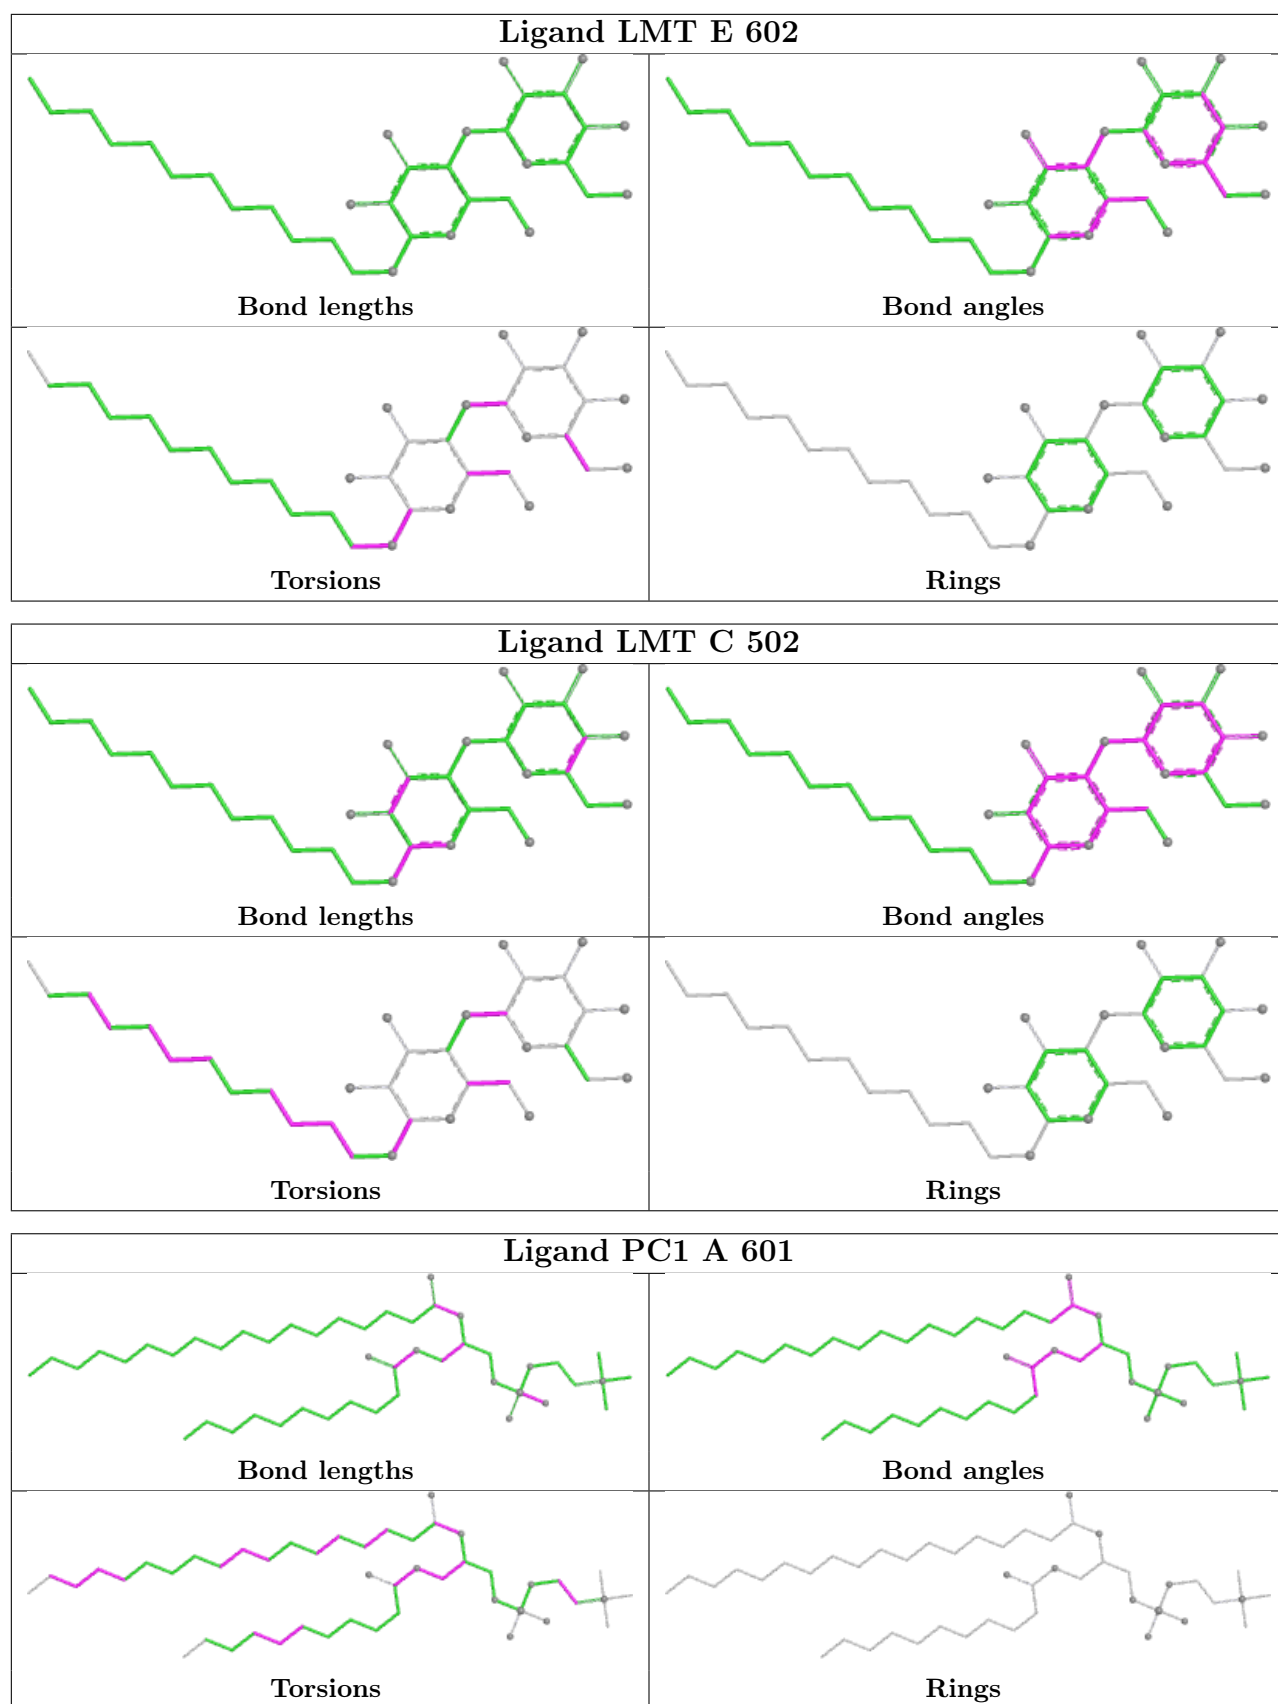 Ligand LMT E 602
Bond lengths
Bond angles
Torsions
Rings
Ligand LMT C 502
Bond lengths
Bond angles
Torsions
Rings
Ligand PC1 A 601
Bond lengths
Bond angles
Torsions
Rings